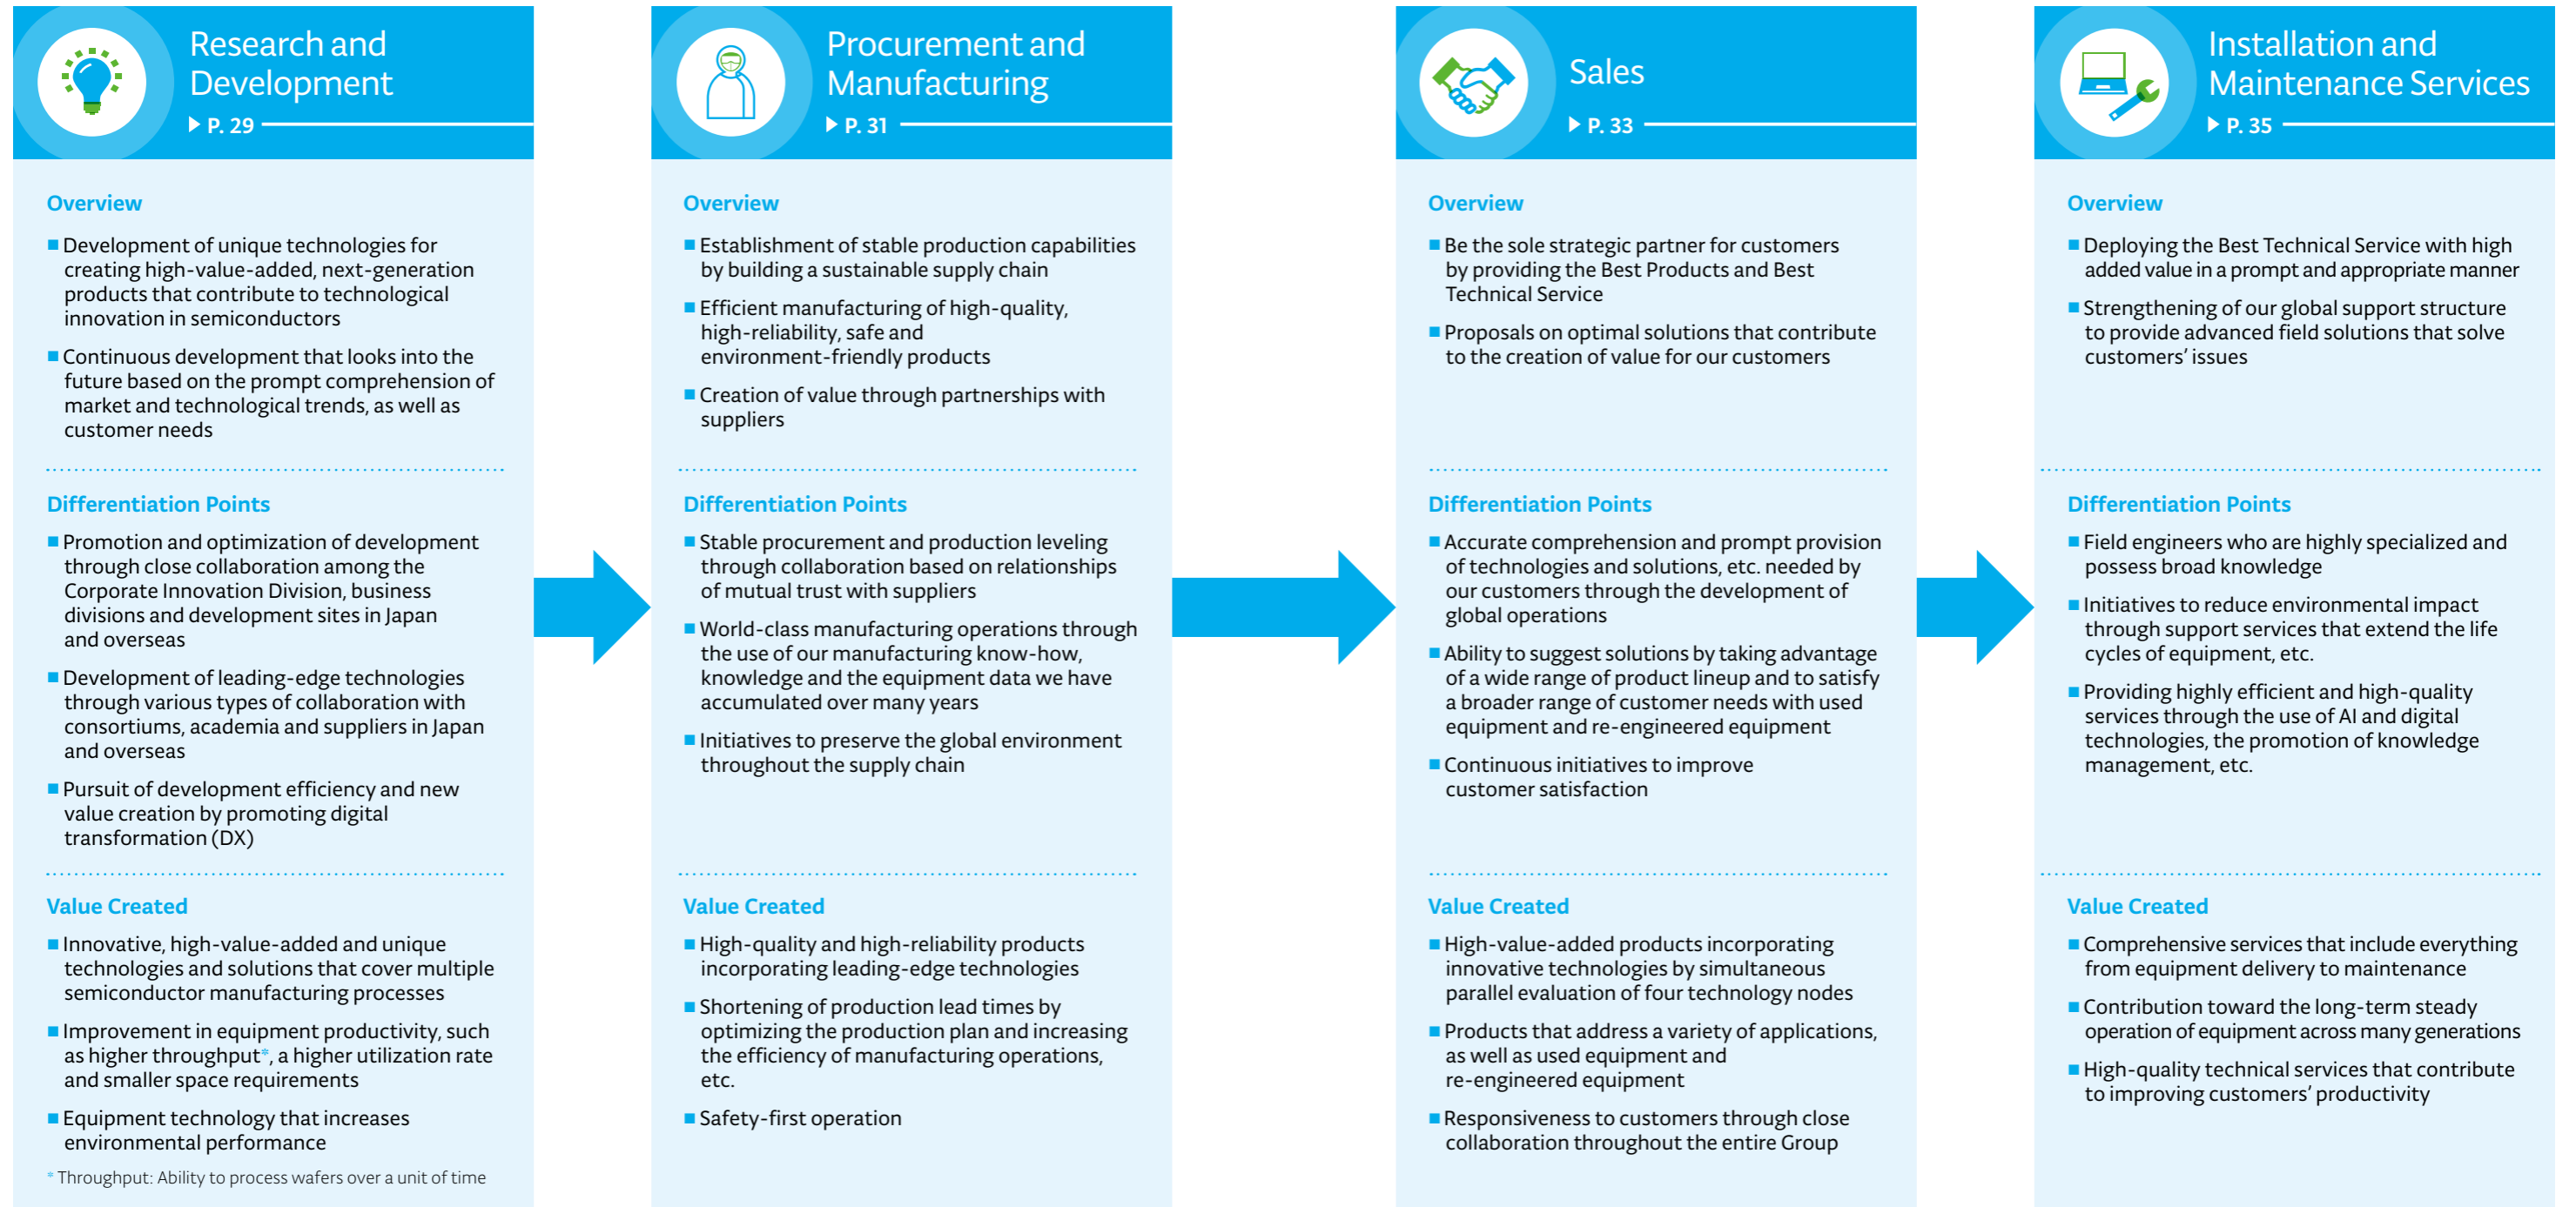 Research and
Development
▶ P. 29
Overview
■ Development of unique technologies for
creating high-value-added, next-generation
products that contribute to technological
innovation in semiconductors
■ Continuous development that looks into the
future based on the prompt comprehension of
market and technological trends, as well as
customer needs
Differentiation Points
■ Promotion and optimization of development
through close collaboration among the
Corporate Innovation Division, business
divisions and development sites in Japan
and overseas
■ Development of leading-edge technologies
through various types of collaboration with
consortiums, academia and suppliers in Japan
and overseas
■ Pursuit of development efficiency and new
value creation by promoting digital
transformation (DX)
Value Created
■ Innovative, high-value-added and unique
technologies and solutions that cover multiple
semiconductor manufacturing processes
■ Improvement in equipment productivity, such
as higher throughput*, a higher utilization rate
and smaller space requirements
■ Equipment technology that increases
environmental performance
* Throughput: Ability to process wafers over a unit of time
Procurement and
Manufacturing
▶ P. 31
Overview
■ Establishment of stable production capabilities
by building a sustainable supply chain
■ Efficient manufacturing of high-quality,
high-reliability, safe and
environment-friendly products
■ Creation of value through partnerships with
suppliers
Differentiation Points
■ Stable procurement and production leveling
through collaboration based on relationships
of mutual trust with suppliers
■ World-class manufacturing operations through
the use of our manufacturing know-how,
knowledge and the equipment data we have
accumulated over many years
■ Initiatives to preserve the global environment
throughout the supply chain
Value Created
■ High-quality and high-reliability products
incorporating leading-edge technologies
■ Shortening of production lead times by
optimizing the production plan and increasing
the efficiency of manufacturing operations,
etc.
■ Safety-first operation
Sales
▶ P. 33
Overview
■ Be the sole strategic partner for customers
by providing the Best Products and Best
Technical Service
■ Proposals on optimal solutions that contribute
to the creation of value for our customers
Differentiation Points
■ Accurate comprehension and prompt provision
of technologies and solutions, etc. needed by
our customers through the development of
global operations
■ Ability to suggest solutions by taking advantage
of a wide range of product lineup and to satisfy
a broader range of customer needs with used
equipment and re-engineered equipment
■ Continuous initiatives to improve
customer satisfaction
Value Created
■ High-value-added products incorporating
innovative technologies by simultaneous
parallel evaluation of four technology nodes
■ Products that address a variety of applications,
as well as used equipment and
re-engineered equipment
■ Responsiveness to customers through close
collaboration throughout the entire Group
Installation and
Maintenance Services
▶ P. 35
Overview
■ Deploying the Best Technical Service with high
added value in a prompt and appropriate manner
■ Strengthening of our global support structure
to provide advanced field solutions that solve
customers' issues
Differentiation Points
■ Field engineers who are highly specialized and
possess broad knowledge
■ Initiatives to reduce environmental impact
through support services that extend the life
cycles of equipment, etc.
■ Providing highly efficient and high-quality
services through the use of AI and digital
technologies, the promotion of knowledge
management, etc.
Value Created
■ Comprehensive services that include everything
from equipment delivery to maintenance
■ Contribution toward the long-term steady
operation of equipment across many generations
■ High-quality technical services that contribute
to improving customers' productivity